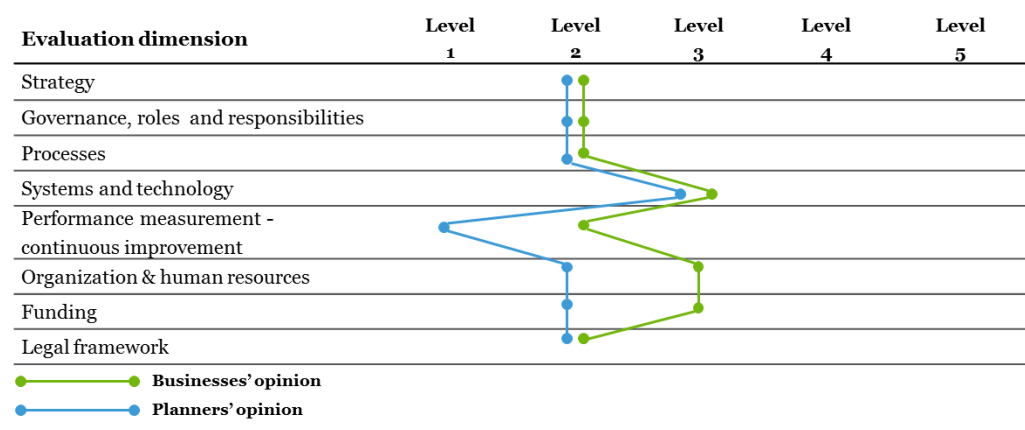 Evaluation dimension Level 1 Level 2 Level 3 Level 4 Level 5
Strategy
Governance, roles and responsibilities
Processes
Systems and technology
Performance measurement -
continuous improvement
Organization & human resources
Funding
Legal framework
Businesses' opinion
Planners' opinion